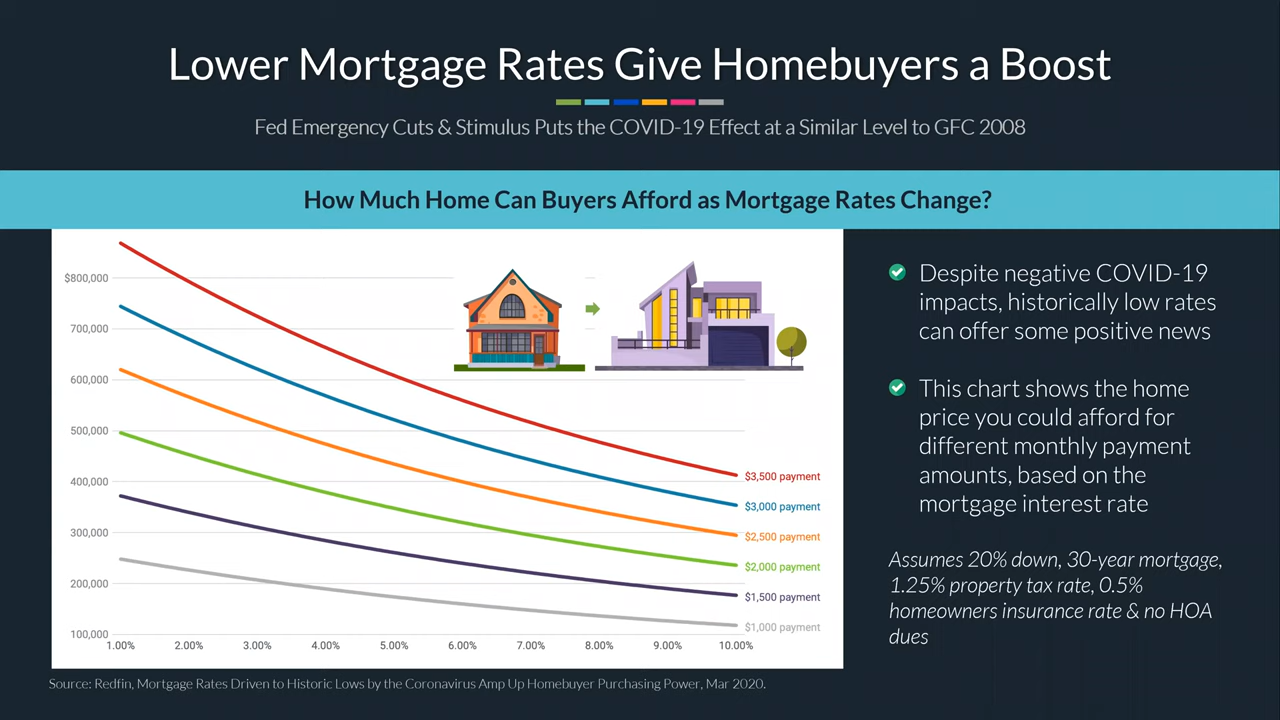 Lower Mortgage Rates Give Homebuyers a Boost
Fed Emergency Cuts & Stimulus Puts the COVID-19 Effect at a Similar Level to GFC 2008
How Much Home Can Buyers Afford as Mortgage Rates Change?
$800,000
700,000
600,000
500,000
400,000
300,000
200,000
100,000
1.00%
2.00%
3.00%
4.00%
5.00%
6.00%
7.00%
8.00%
9.00%
10.00%
$3,500 payment
$3,000 payment
$2,500 payment
$2,000 payment
$1,500 payment
$1,000 payment
Despite negative COVID-19
impacts, historically low rates
can offer some positive news
This chart shows the home
price you could afford for
different monthly payment
amounts, based on the
mortgage interest rate
Assumes 20% down, 30-year mortgage,
1.25% property tax rate, 0.5%
homeowners insurance rate & no HOA
dues
Source: Redfin, Mortgage Rates Driven to Historic Lows by the Coronavirus Amp Up Homebuyer Purchasing Power, Mar 2020.